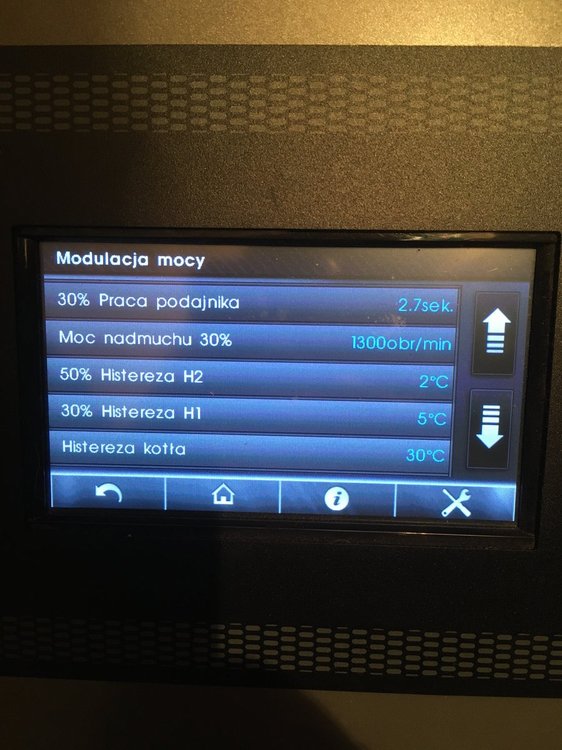 Modulacja mocy
30% Praca podajnika 2.7sek.
Moc nadmuchu 30% 1300obr/min
50% Histereza H2 2°C
30% Histereza H1 5°C
Histereza kotła 30°C